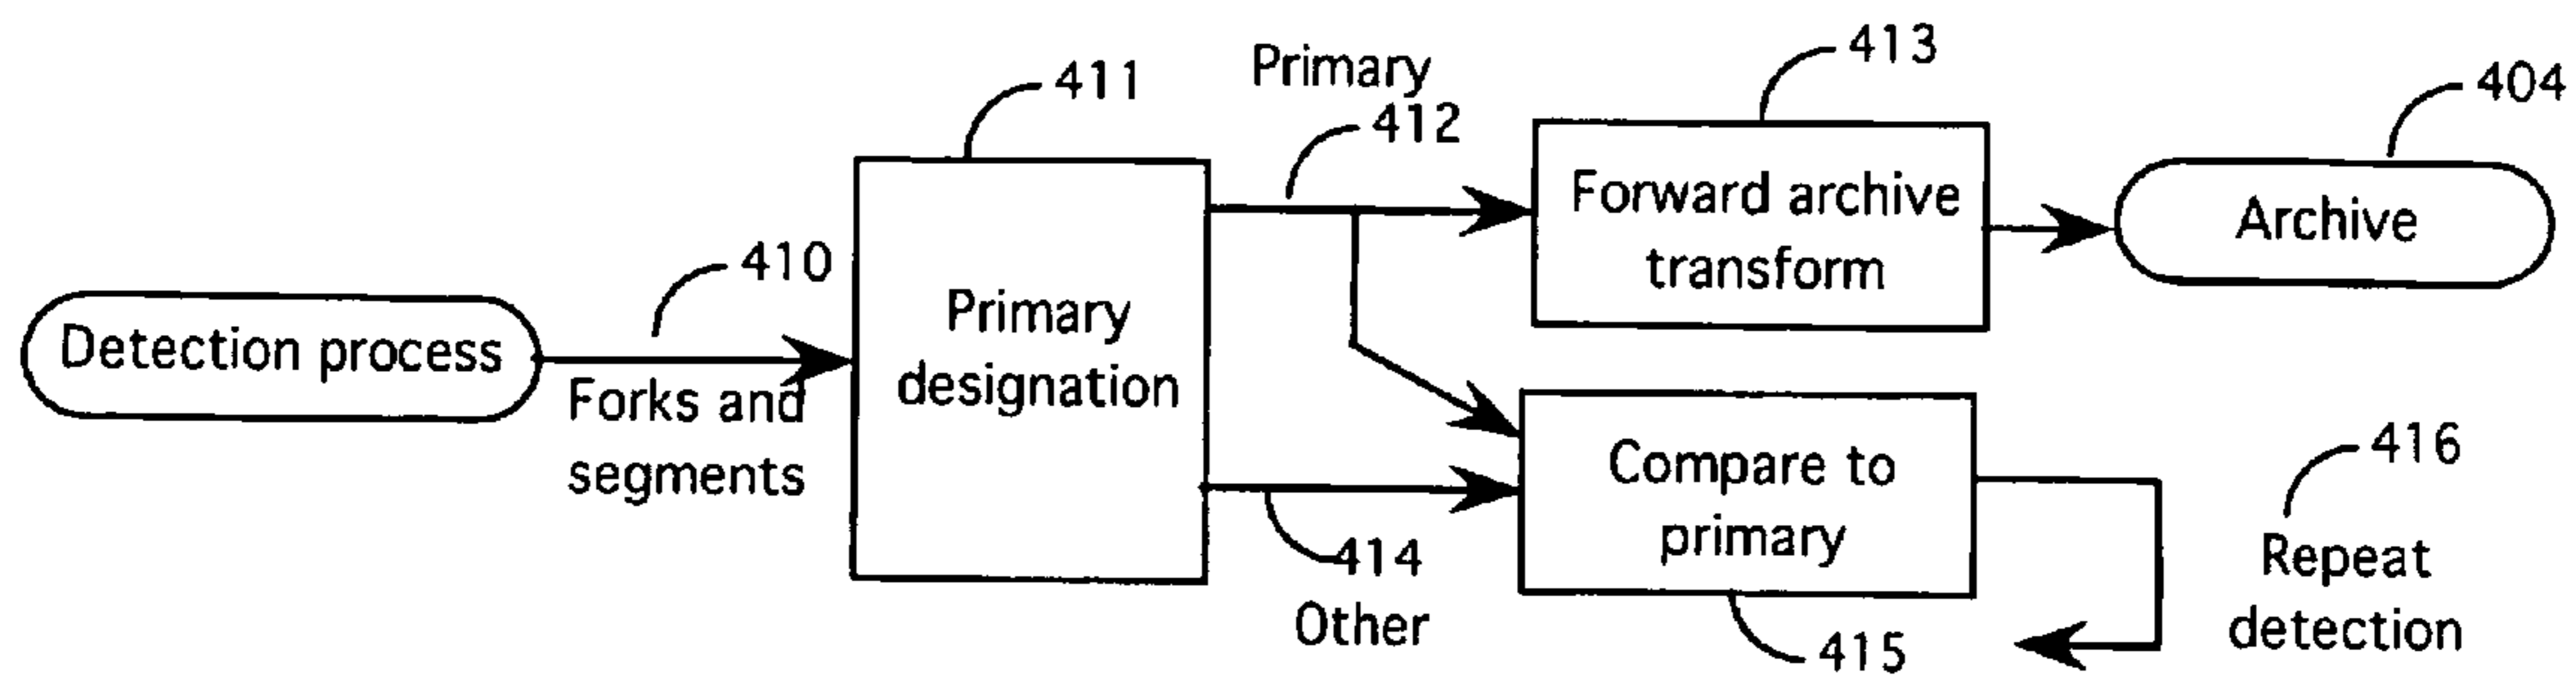 Detection process
410
Forks and
segments
411
Primary
designation
Primary
412
413
Forward archive
transform
404
Archive
414
Other
Compare to
primary
415
416
Repeat
detection